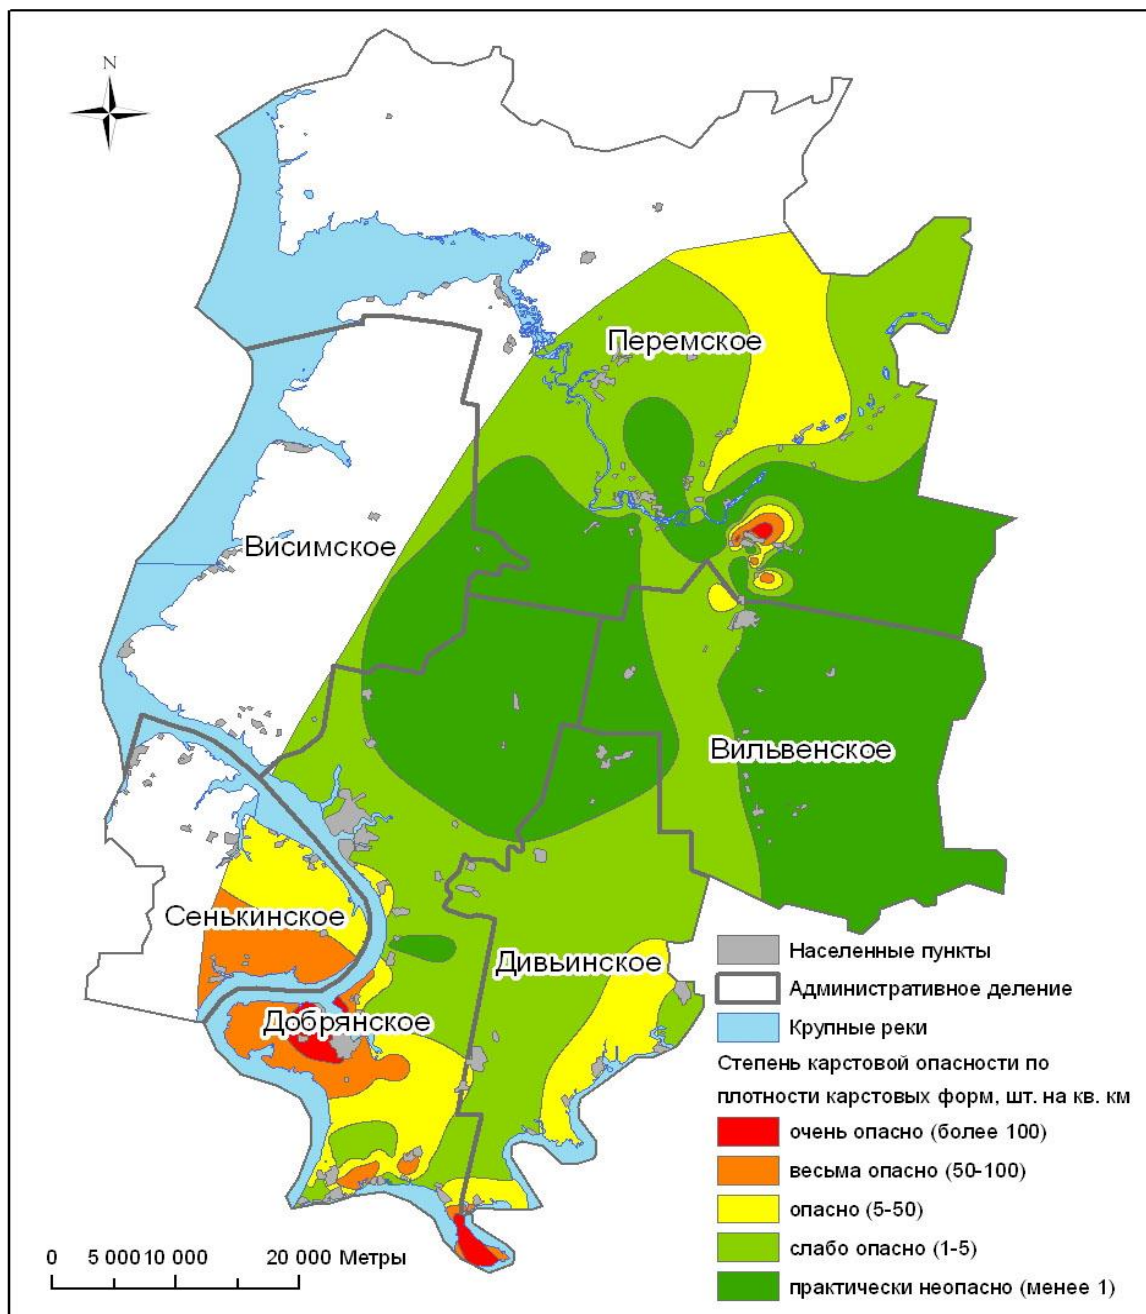 N
Перемское
Висимское
Вильвенское
Сенькинское
Дивьинское
Добрянское
Населенные пункты
Административное деление
Крупные реки
Степень карстовой опасности по
плотности карстовых форм, шт. на кв. км
очень опасно (более 100)
весьма опасно (50-100)
опасно (5-50)
слабо опасно (1-5)
практически неопасно (менее 1)
0 5 000 10 000 20 000 Метры